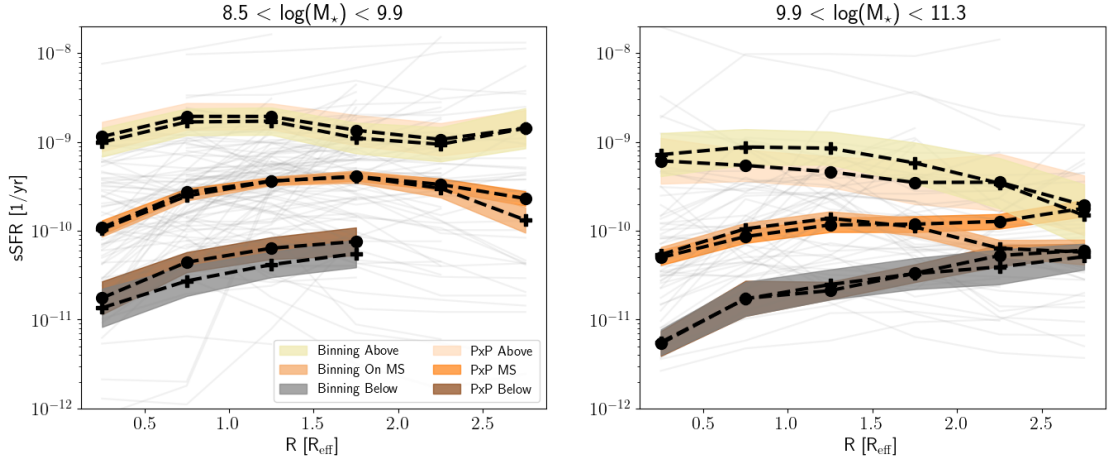 8.5 < log(M⋆) < 9.9
9.9 < log(M⋆) < 11.3
sSFR [1/yr]
10⁻⁸
10⁻⁹
10⁻¹⁰
10⁻¹¹
10⁻¹²
Binning Above
Binning On MS
Binning Below
PxP Above
PxP MS
PxP Below
0.5 1.0 1.5 2.0 2.5
R [R_eff]
10⁻⁸
10⁻⁹
10⁻¹⁰
10⁻¹¹
10⁻¹²
0.5 1.0 1.5 2.0 2.5
R [R_eff]